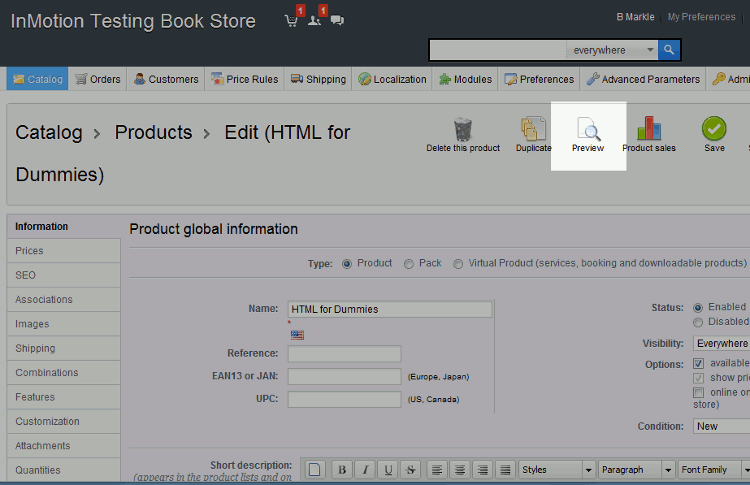 InMotion Testing Book Store
1
1
B Markle
My Preferences
everywhere
Catalog
Orders
Customers
Price Rules
Shipping
Localization
Modules
Preferences
Advanced Parameters
Admi
Catalog > Products > Edit (HTML for
Dummies)
Delete this product
Duplicate
Preview
Product sales
Save
Information
Prices
SEO
Associations
Images
Shipping
Combinations
Features
Customization
Attachments
Quantities
Product global information
Type:
Product
Pack
Virtual Product (services, booking and downloadable products)
Name:
HTML for Dummies
*
Reference:
EAN13 or JAN:
(Europe, Japan)
UPC:
(US, Canada)
Status:
Enabled
Disabled
Visibility:
Everywhere
Options:
available
show pri
online on
store)
Condition:
New
Short description:
(appears in the product lists and on
B I U S
Styles
Paragraph
Font Family